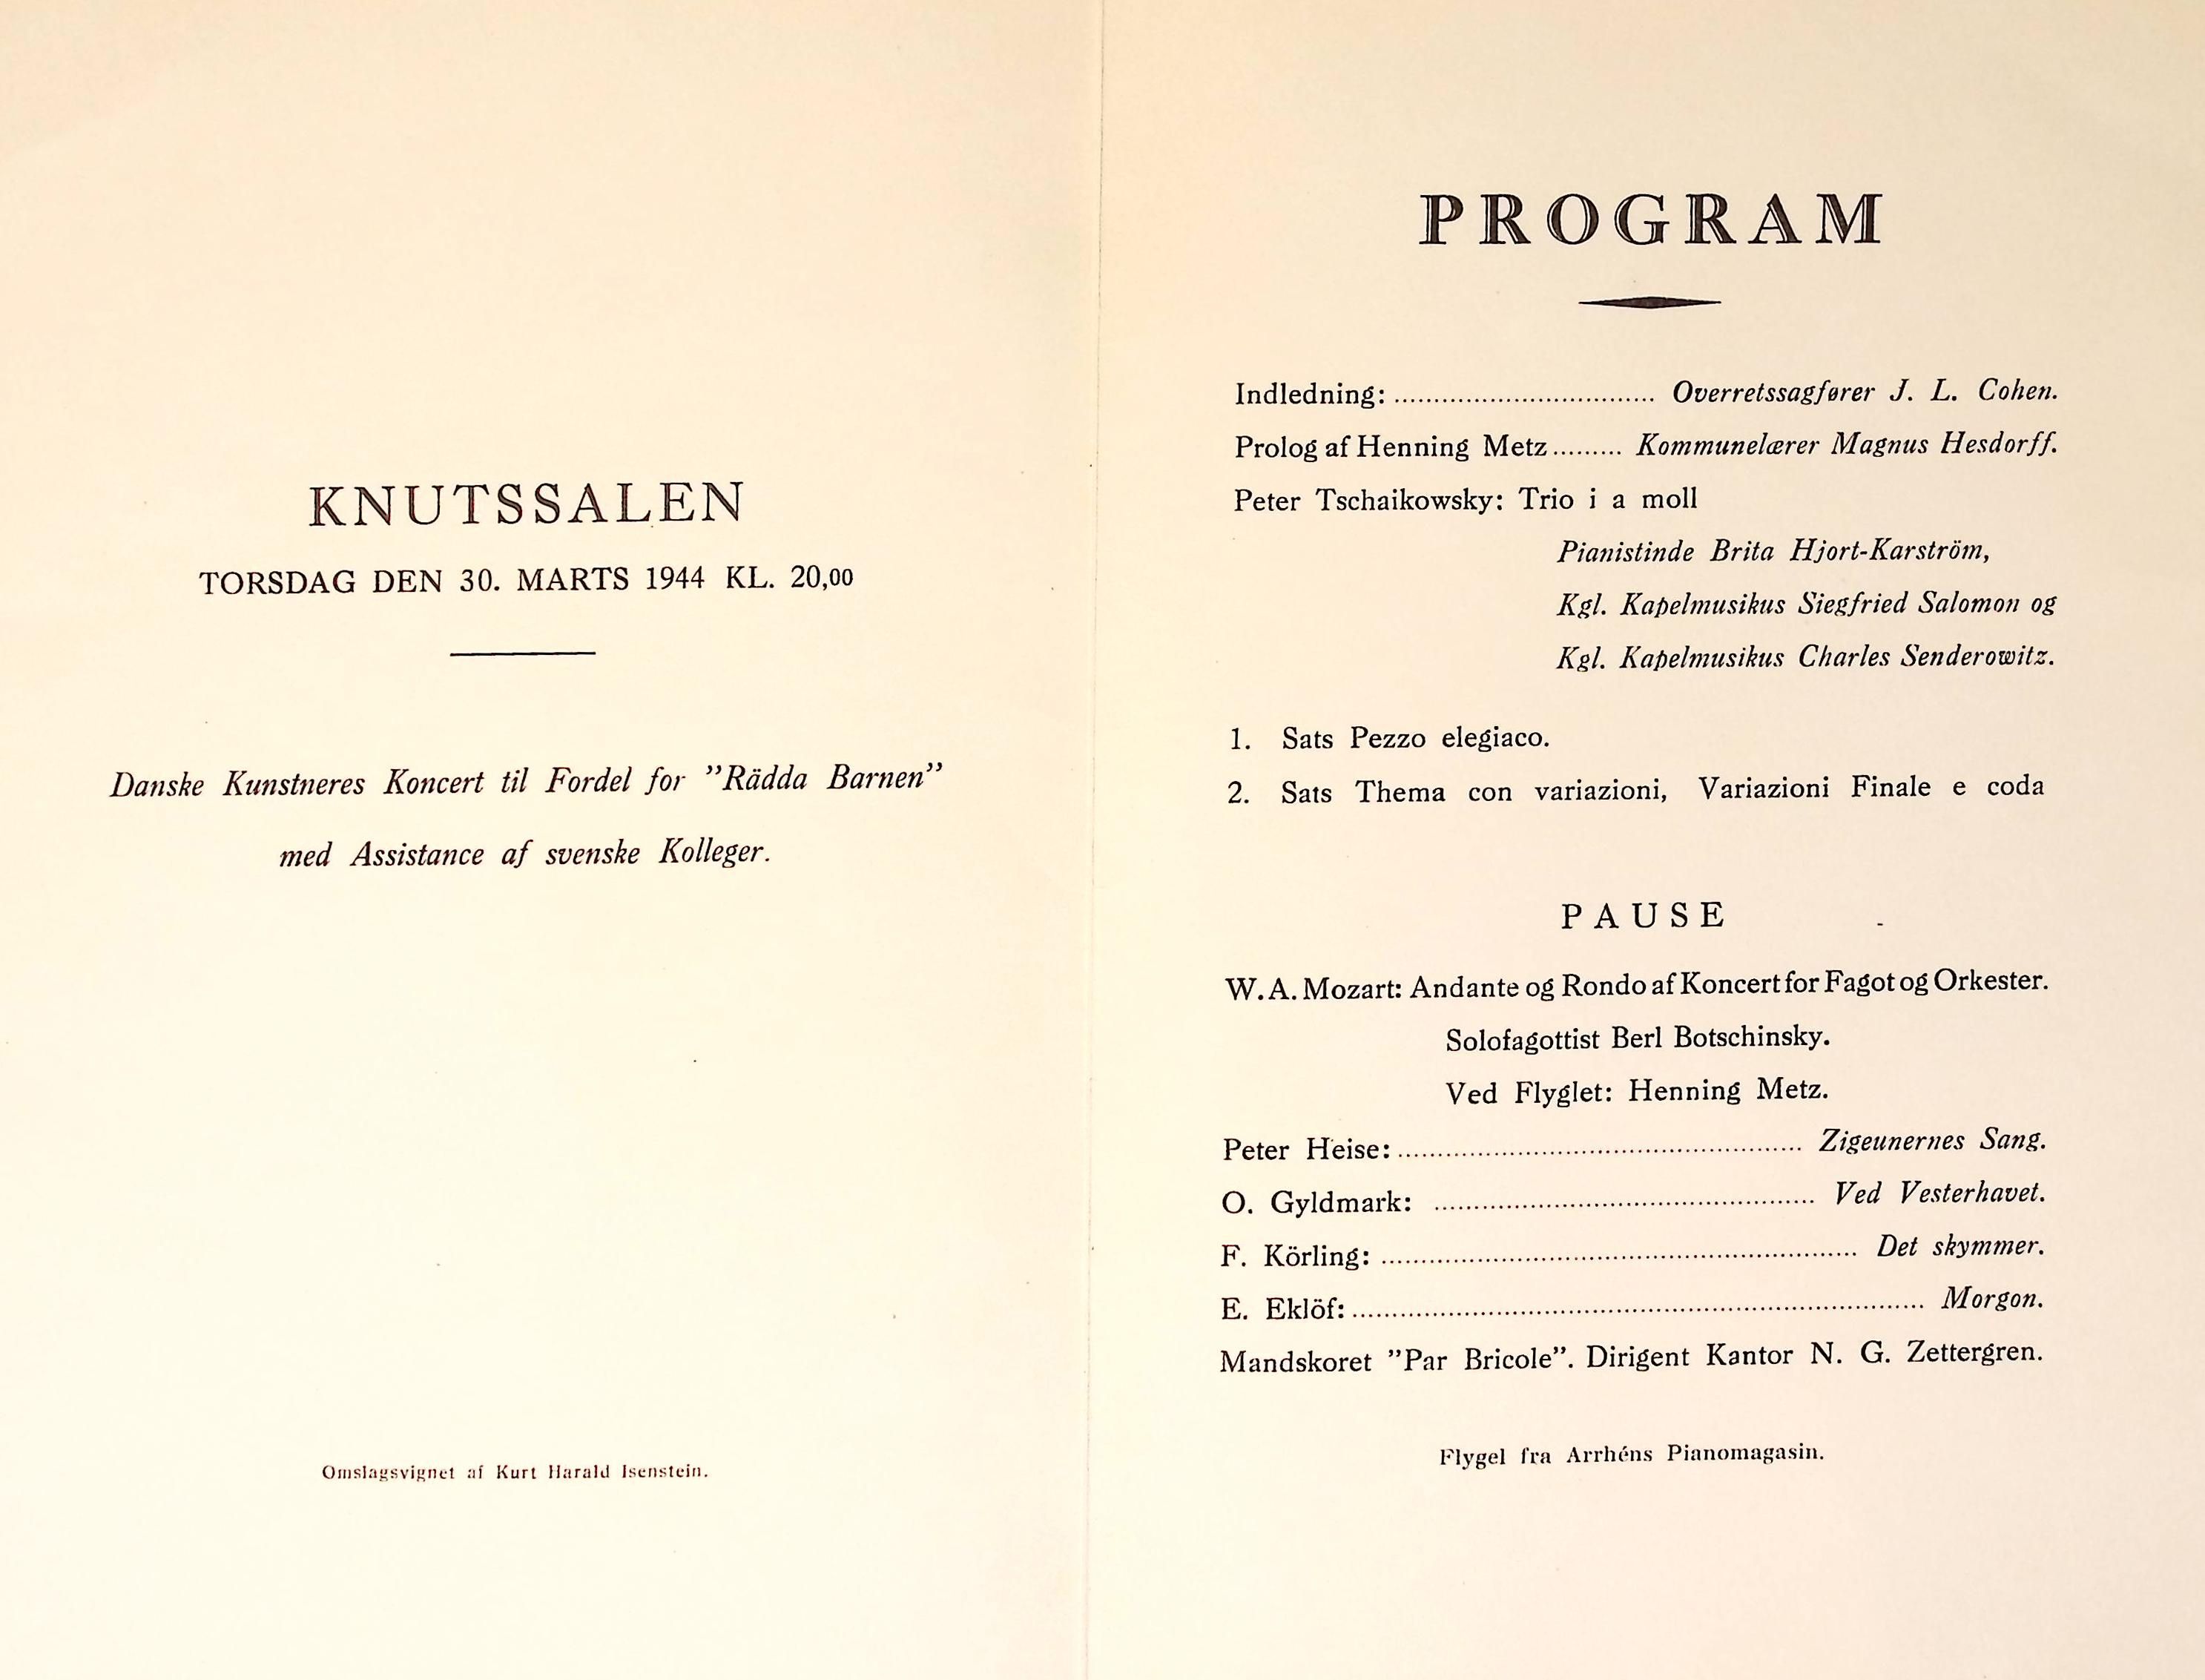 KNUTSSALEN
TORSDAG DEN 30. MARTS 1944 KL. 20,00
Danske Kunstneres Koncert til Fordel for ”Rädda Barnen”
med Assistance af svenske Kolleger.
Omslagsvignet af Kurt Harald Isenstein.
PROGRAM
Indledning: ................................. Overretssagfører J. L. Cohen.
Prolog af Henning Metz ......... Kommunelærer Magnus Hesdorff.
Peter Tschaikowsky: Trio i a moll
Pianistinde Brita Hjort-Karström,
Kgl. Kapelmusikus Siegfried Salomon og
Kgl. Kapelmusikus Charles Senderowitz.
1. Sats Pezzo elegiaco.
2. Sats Thema con variazioni, Variazioni Finale e coda
PAUSE
W. A. Mozart: Andante og Rondo af Koncert for Fagot og Orkester.
Solofagottist Berl Botschinsky.
Ved Flyglet: Henning Metz.
Peter Heise: ................................................... Zigeunernes Sang.
O. Gyldmark: ................................................ Ved Vesterhavet.
F. Körling: ............................................................ Det skymmer.
E. Eklöf: ........................................................................ Morgon.
Mandskoret ”Par Bricole”. Dirigent Kantor N. G. Zettergren.
Flygel fra Arrhéns Pianomagasin.